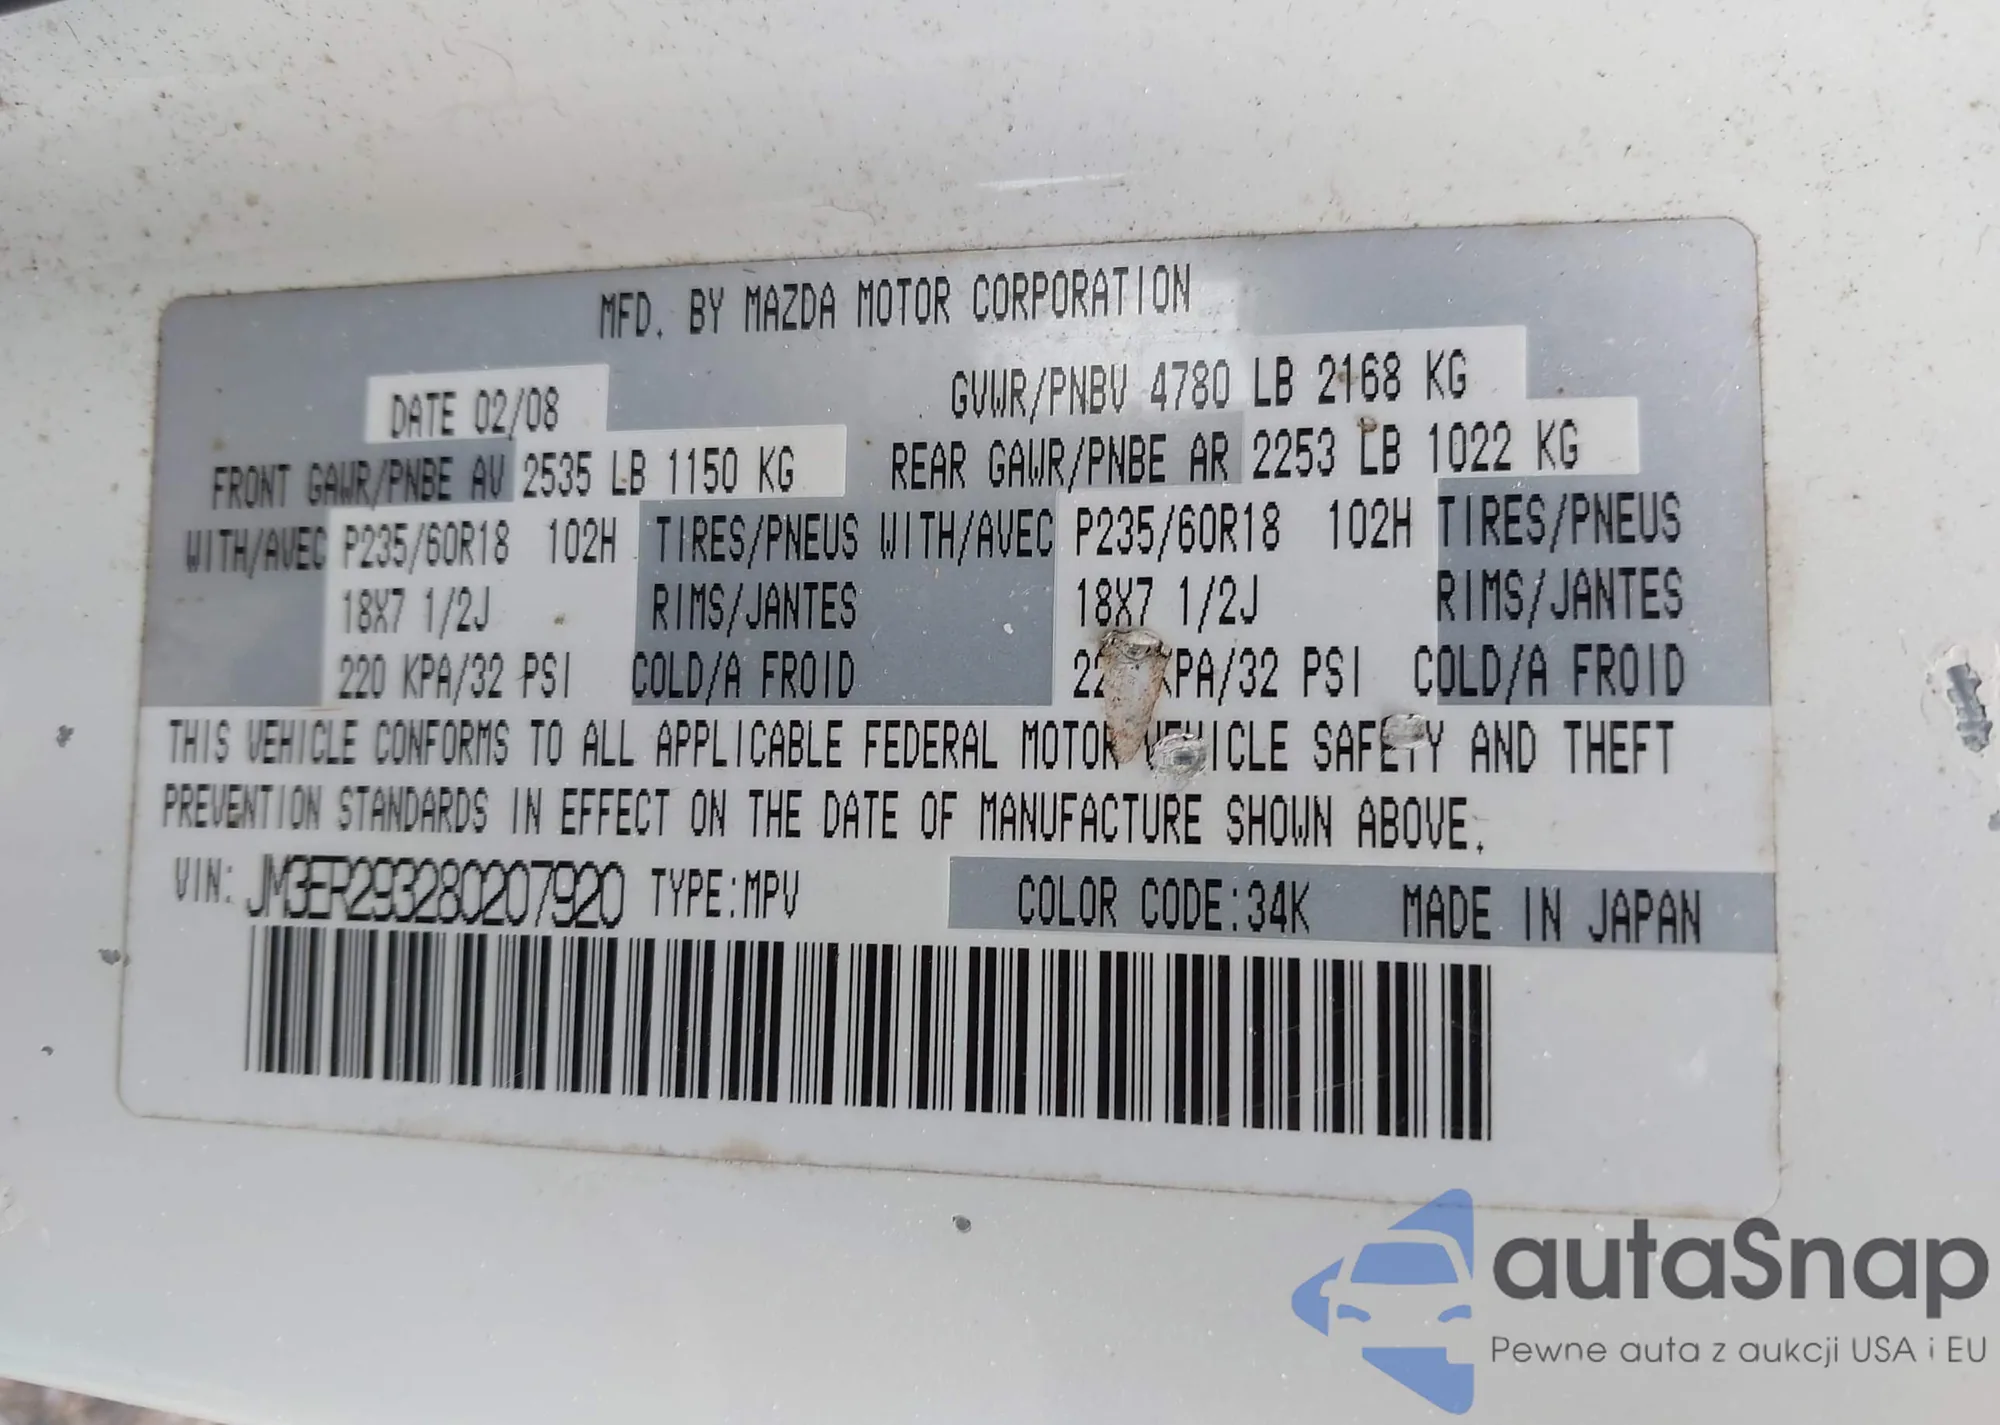 MFD. BY MAZDA MOTOR CORPORATION
DATE 02/08 GVWR/PNBV 4780 LB 2168 KG
FRONT GAWR/PNBE AV 2535 LB 1150 KG REAR GAWR/PNBE AR 2253 LB 1022 KG
WITH/AVEC P235/60R18 102H TIRES/PNEUS WITH/AVEC P235/60R18 102H TIRES/PNEUS
18X7 1/2J RIMS/JANTES 18X7 1/2J RIMS/JANTES
220 KPA/32 PSI COLD/A FROID /32 PSI COLD/A FROID
THIS VEHICLE CONFORMS TO ALL APPLICABLE FEDERAL MOTOR VEHICLE SAFETY AND THEFT
PREVENTION STANDARDS IN EFFECT ON THE DATE OF MANUFACTURE SHOWN ABOVE.
VIN: JM3ER293280207920 TYPE:MPV COLOR CODE:34K MADE IN JAPAN
autaSnap
Pewne auta z aukcji USA i EU